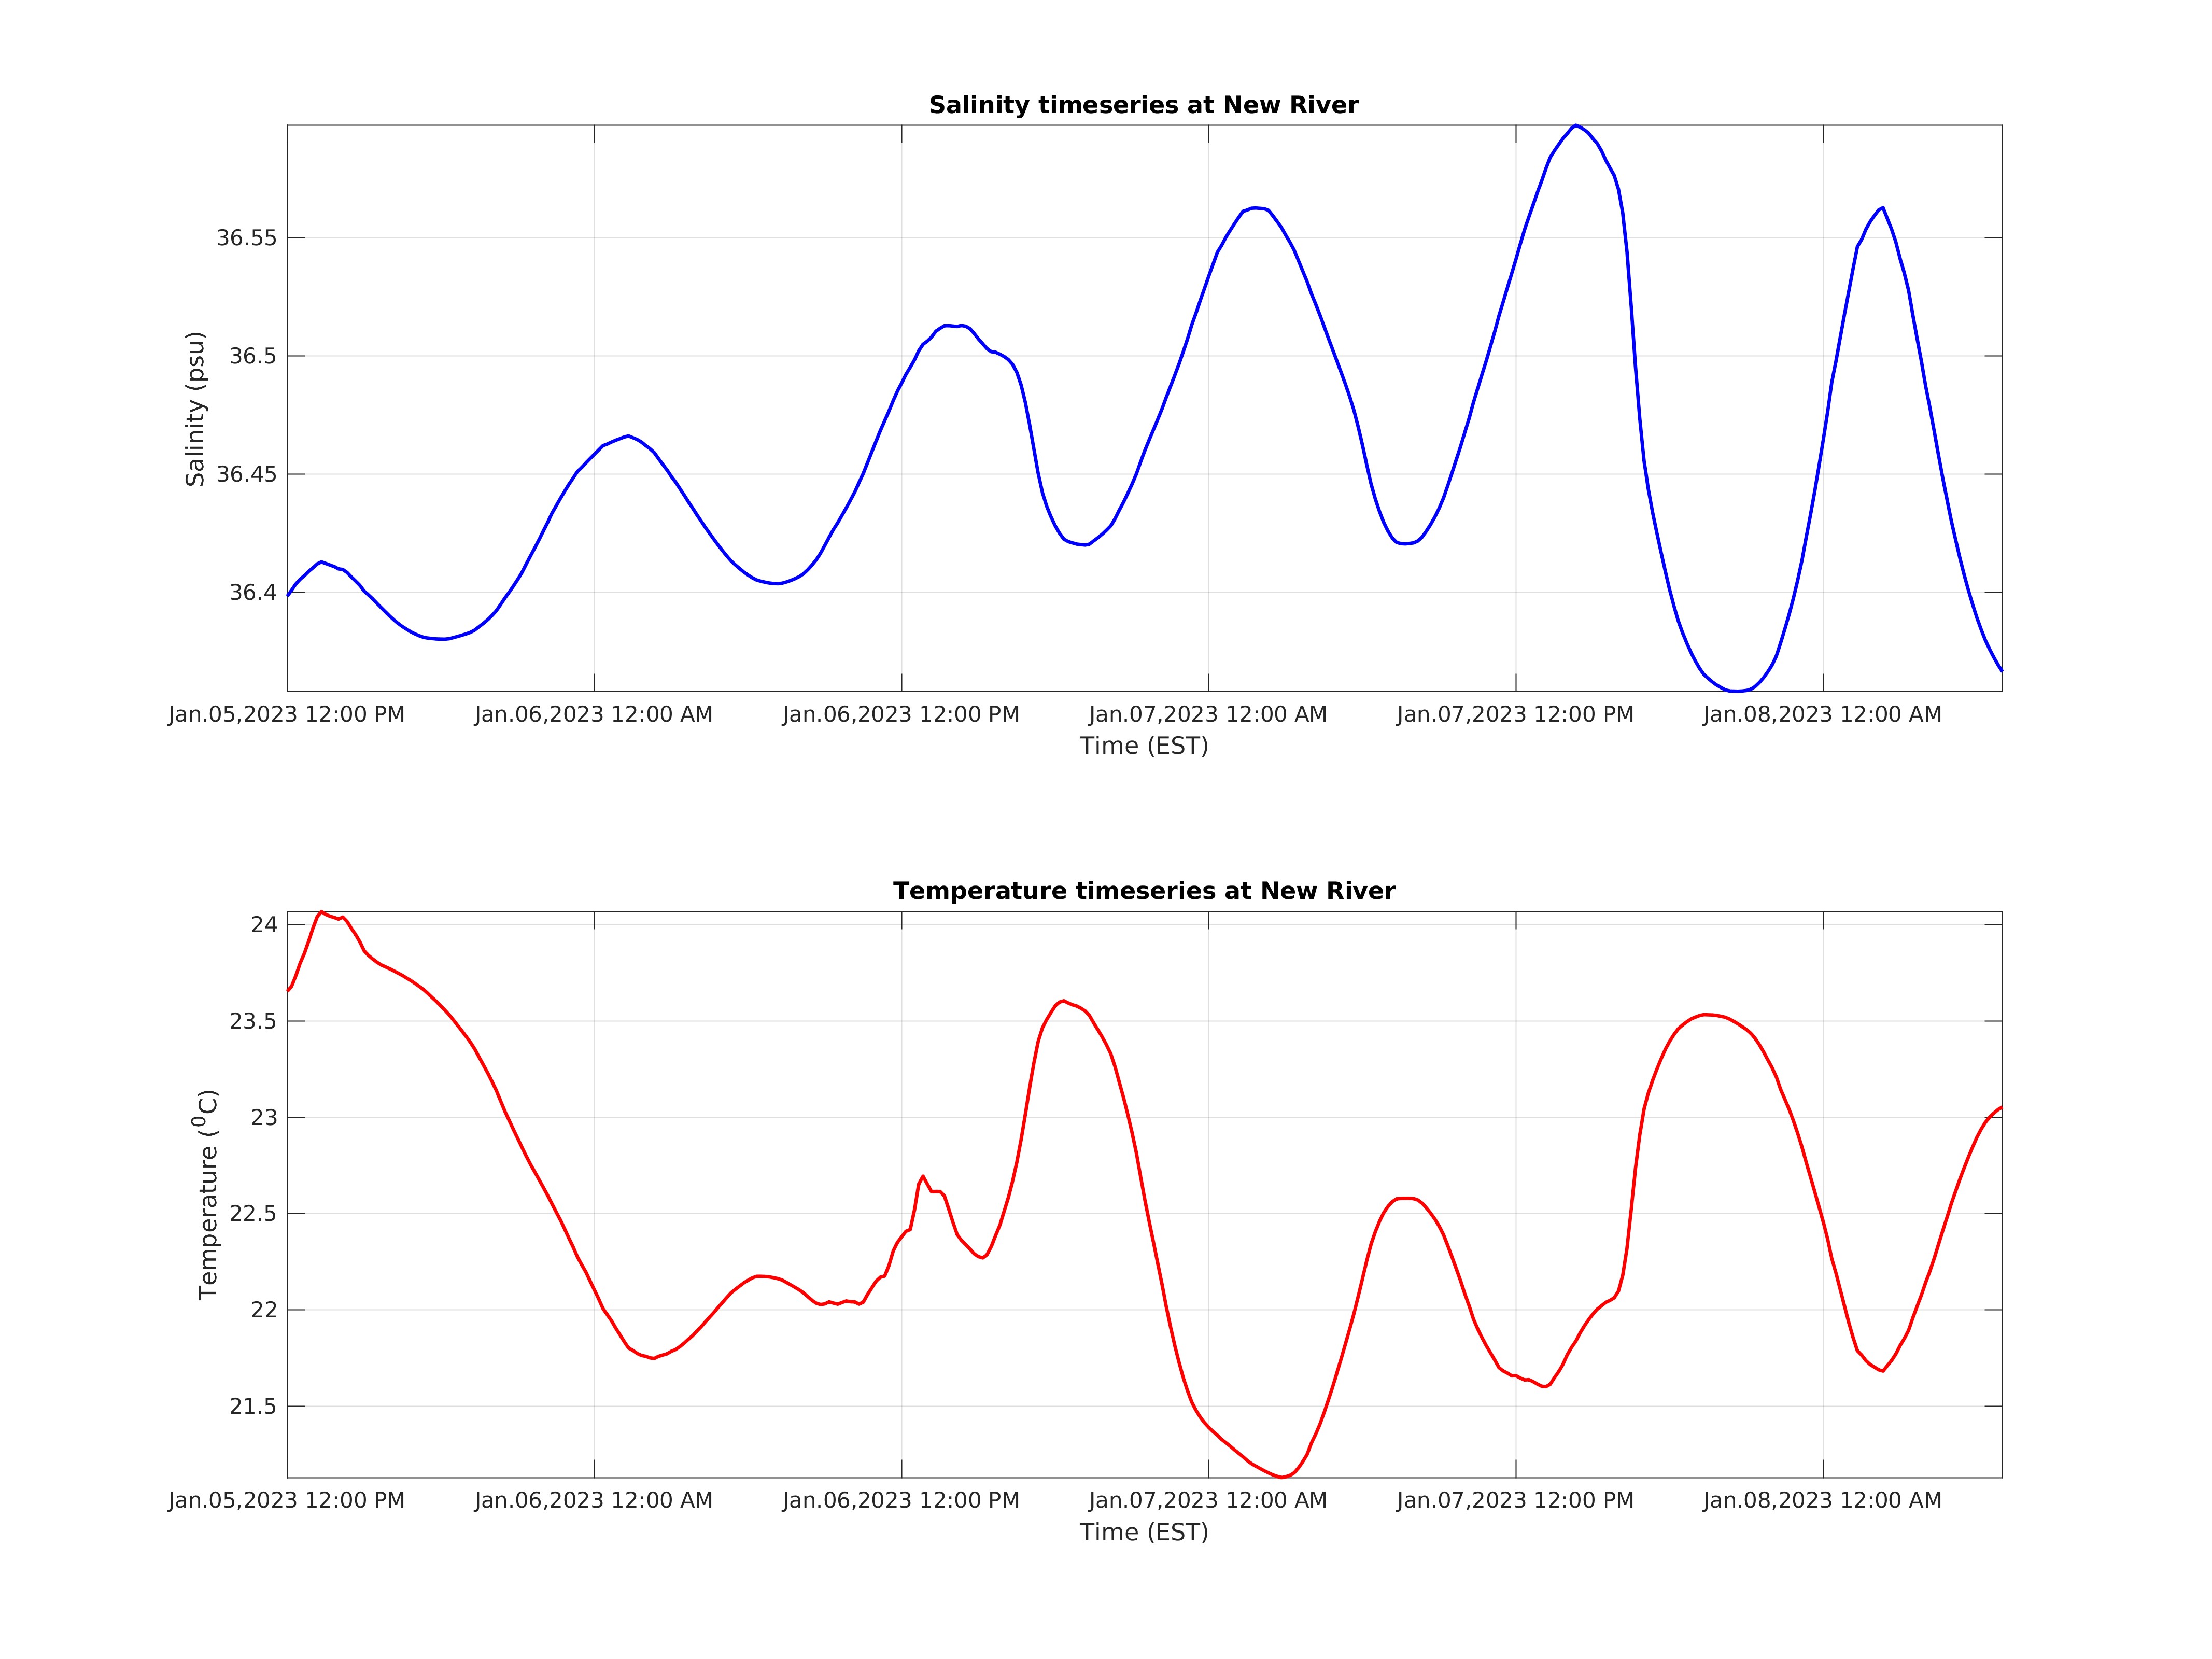 Salinity timeseries at New River
Salinity (psu)
36.55
36.5
36.45
36.4
Jan.05,2023 12:00 PM Jan.06,2023 12:00 AM Jan.06,2023 12:00 PM Jan.07,2023 12:00 AM Jan.07,2023 12:00 PM Jan.08,2023 12:00 AM
Time (EST)
Temperature timeseries at New River
Temperature (⁰C)
24
23.5
23
22.5
22
21.5
Jan.05,2023 12:00 PM Jan.06,2023 12:00 AM Jan.06,2023 12:00 PM Jan.07,2023 12:00 AM Jan.07,2023 12:00 PM Jan.08,2023 12:00 AM
Time (EST)